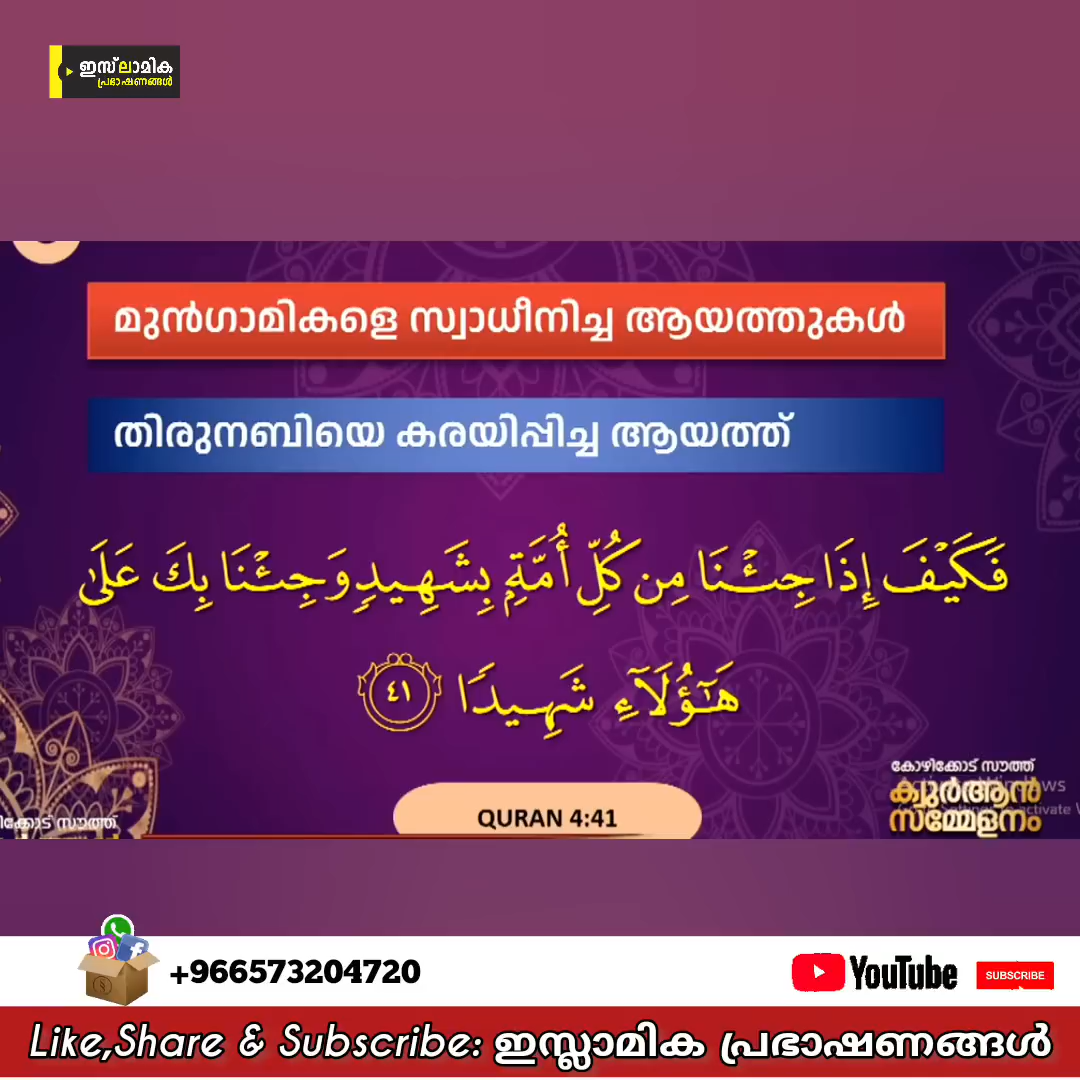 ഇസ്‌ലാമിക
പ്രഭാഷണങ്ങൾ
മുൻഗാമികളെ സ്വാധീനിച്ച ആയത്തുകൾ
തിരുനബിയെ കരയിപ്പിച്ച ആയത്ത്
فَكَيْفَ إِذَا جِئْنَا مِن كُلِّ أُمَّةٍۭ بِشَهِيدٍ وَجِئْنَا بِكَ عَلَىٰ
هَٰٓؤُلَآءِ شَهِيدًا ٤١
QURAN 4:41
കോഴിക്കോട് സൗത്ത്
ക്വുർആൻ
സമ്മേളനം
ക്കോട് സൗത്ത്
+966573204720
YouTube
SUBSCRIBE
Like,Share & Subscribe: ഇസ്ലാമിക പ്രഭാഷണങ്ങൾ